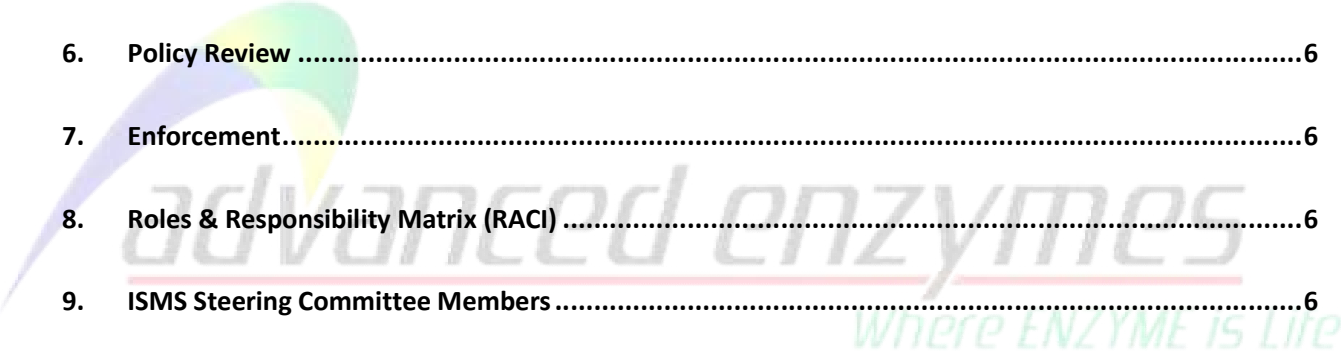 6. Policy Review ........................................................................................................................ 6
7. Enforcement ........................................................................................................................ 6
8. Roles & Responsibility Matrix (RACI) ........................................................................................ 6
advanced enzymes
9. ISMS Steering Committee Members ........................................................................................ 6
Where ENZYME is Life